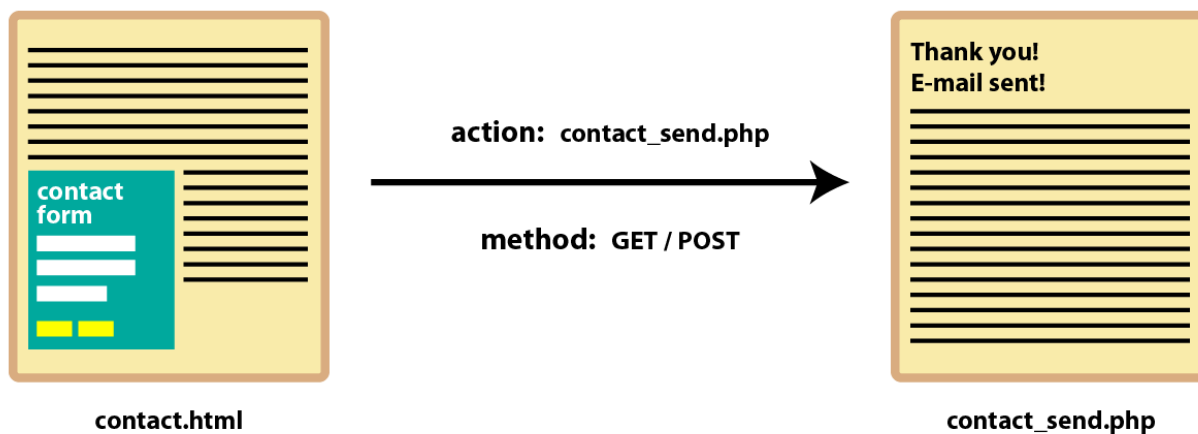 contact
form
contact.html
action: contact_send.php
method: GET / POST
Thank you!
E-mail sent!
contact_send.php